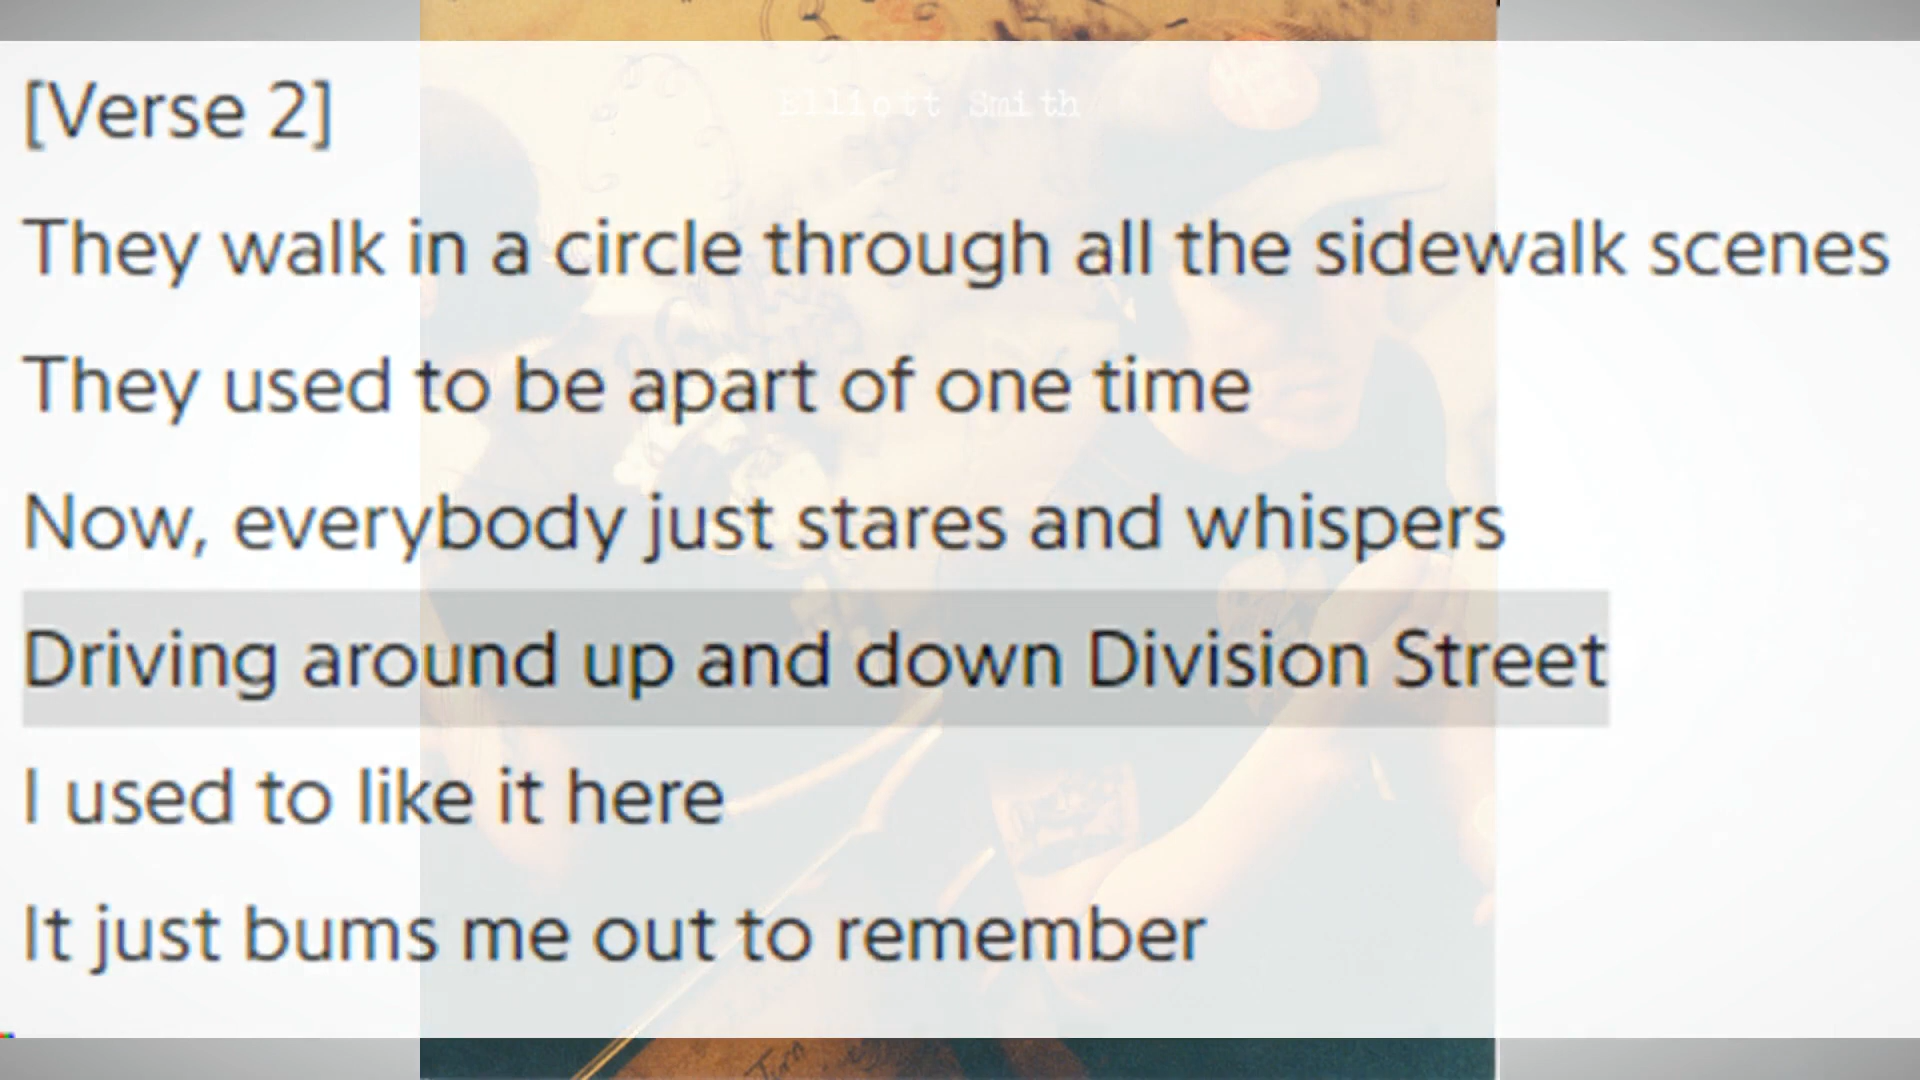 Elliott Smith
[Verse 2]
They walk in a circle through all the sidewalk scenes
They used to be apart of one time
Now, everybody just stares and whispers
Driving around up and down Division Street
I used to like it here
It just bums me out to remember